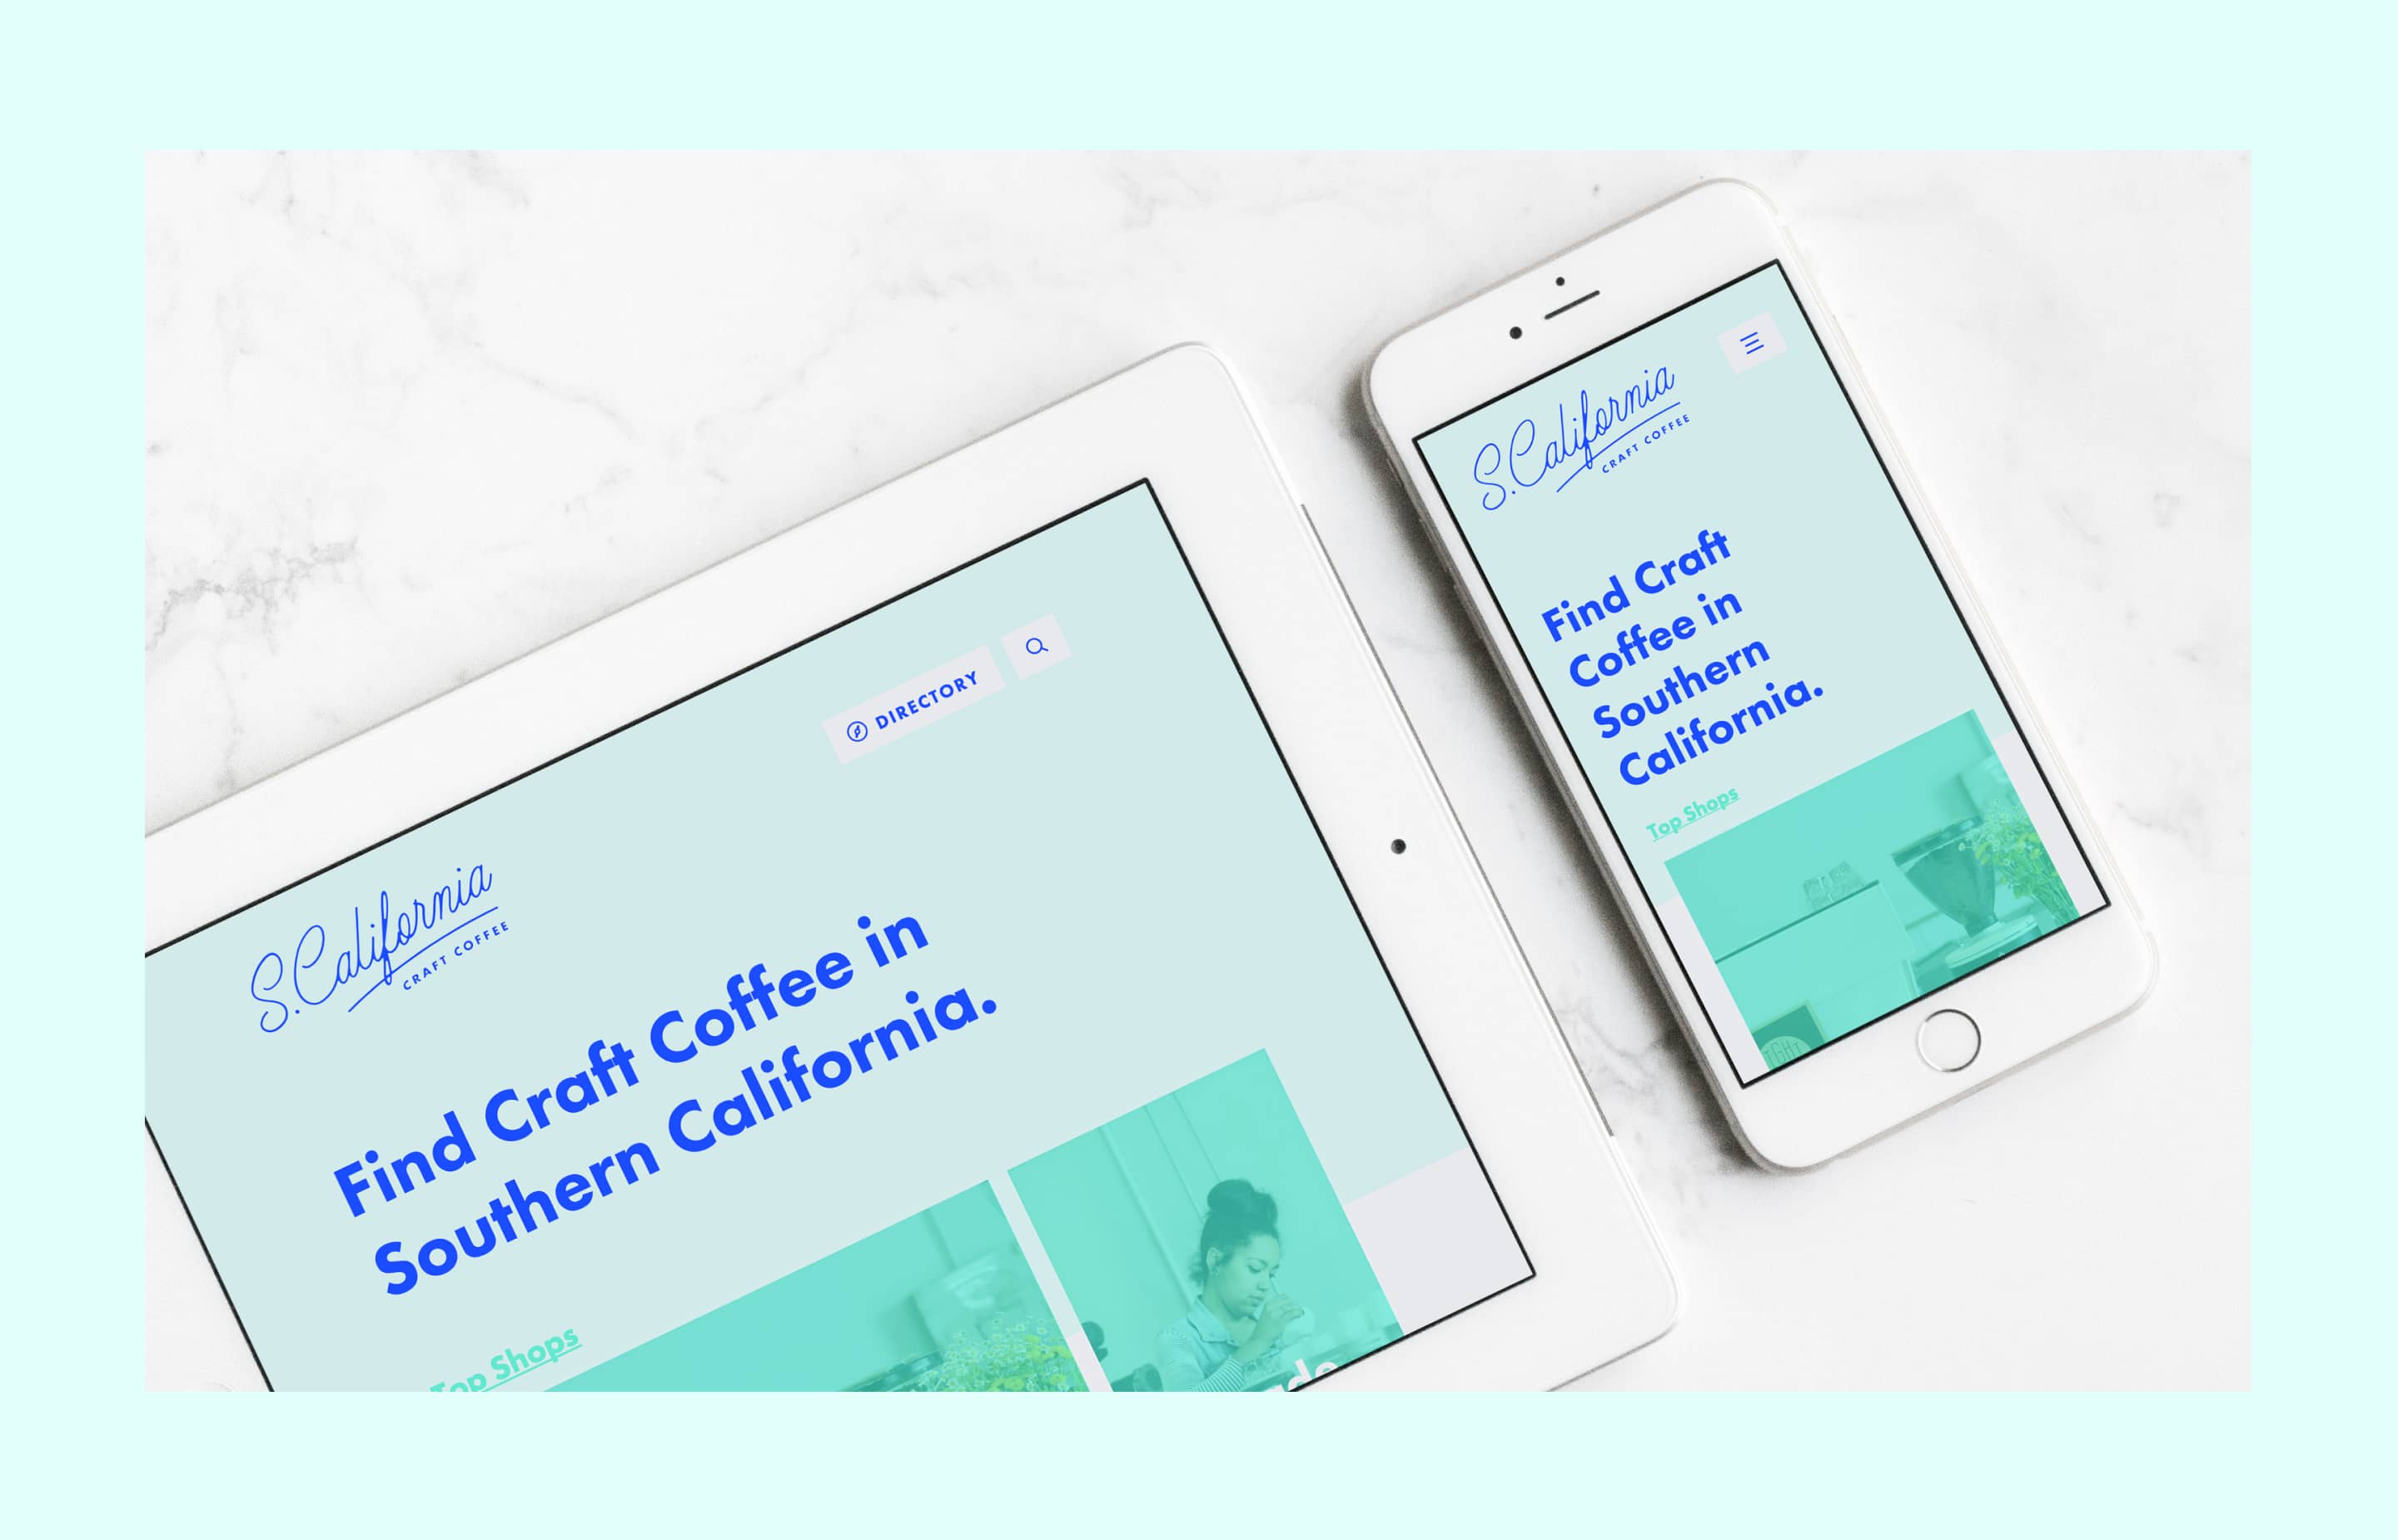 S.California
CRAFT COFFEE
DIRECTORY
Find Craft Coffee in
Southern California.
Top Shops
S.California
CRAFT COFFEE
Find Craft
Coffee in
Southern
California.
Top Shops